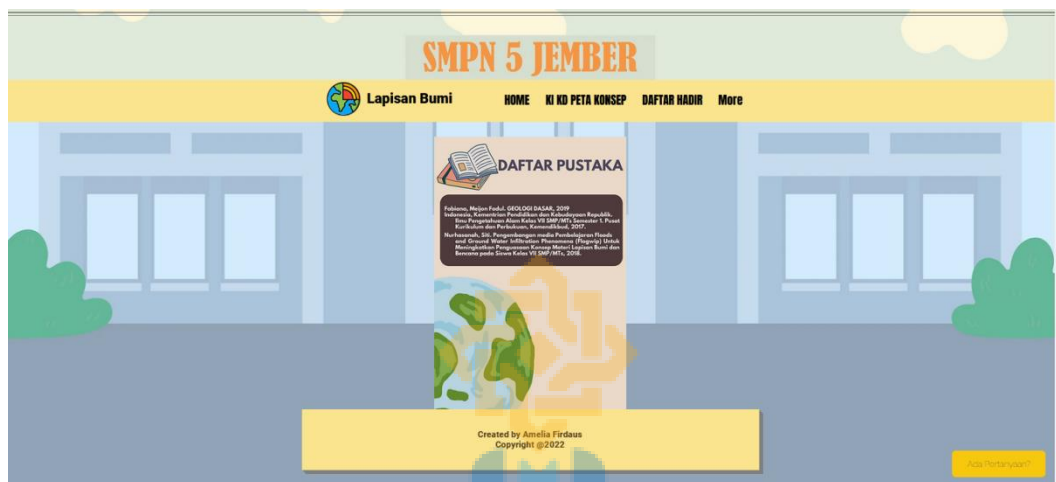 SMPN 5 JEMBER
Lapisan Bumi HOME KI KD PETA KONSEP DAFTAR HADIR More
DAFTAR PUSTAKA
Fabiana, Meijon Fadul. GEOLOGI DASAR, 2019
Indonesia, Kementrian Pendidikan dan Kebudayaan Republik.
Ilmu Pengetahuan Alam Kelas VII SMP/MTs Semester 1. Pusat
Kurikulum dan Perbukuan, Kemendikbud, 2017.
Nurhasanah, Siti. Pengembangan media Pembelajaran Floods
and Ground Water Infiltration Phenomena (Flogwip) Untuk
Meningkatkan Penguasaan Konsep Materi Lapisan Bumi dan
Bencana pada Siswa Kelas VII SMP/MTs, 2018.
Created by Amelia Firdaus
Copyright @2022
Ada Pertanyaan?